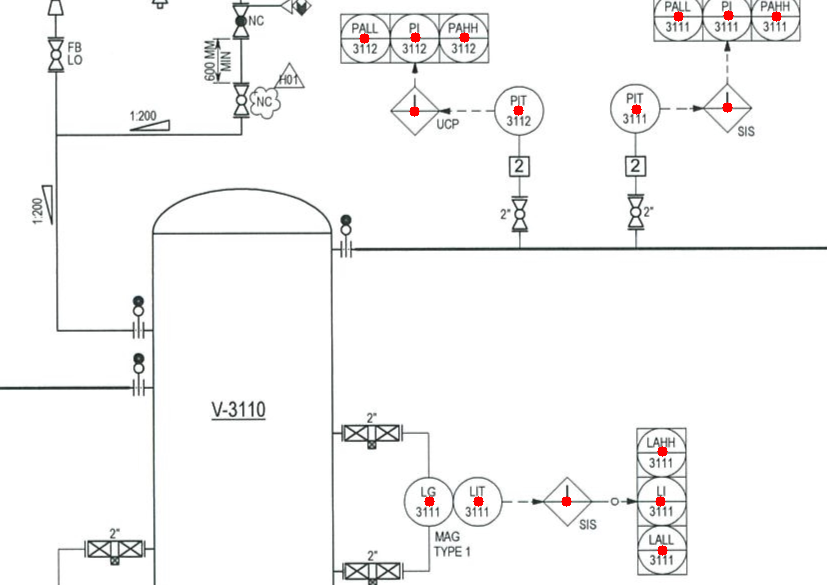 PALL
3111
PI
3111
PAHH
3111
NC
PALL
3112
PI
3112
PAHH
3112
FB
LO
600 MM
MIN
H01
NC
1:200
UCP
PIT
3112
PIT
3111
SIS
2
2
2"
2"
1:200
V-3110
2"
LAHH
3111
LG
3111
LIT
3111
LI
3111
SIS
MAG
TYPE 1
LALL
3111
2"
2"